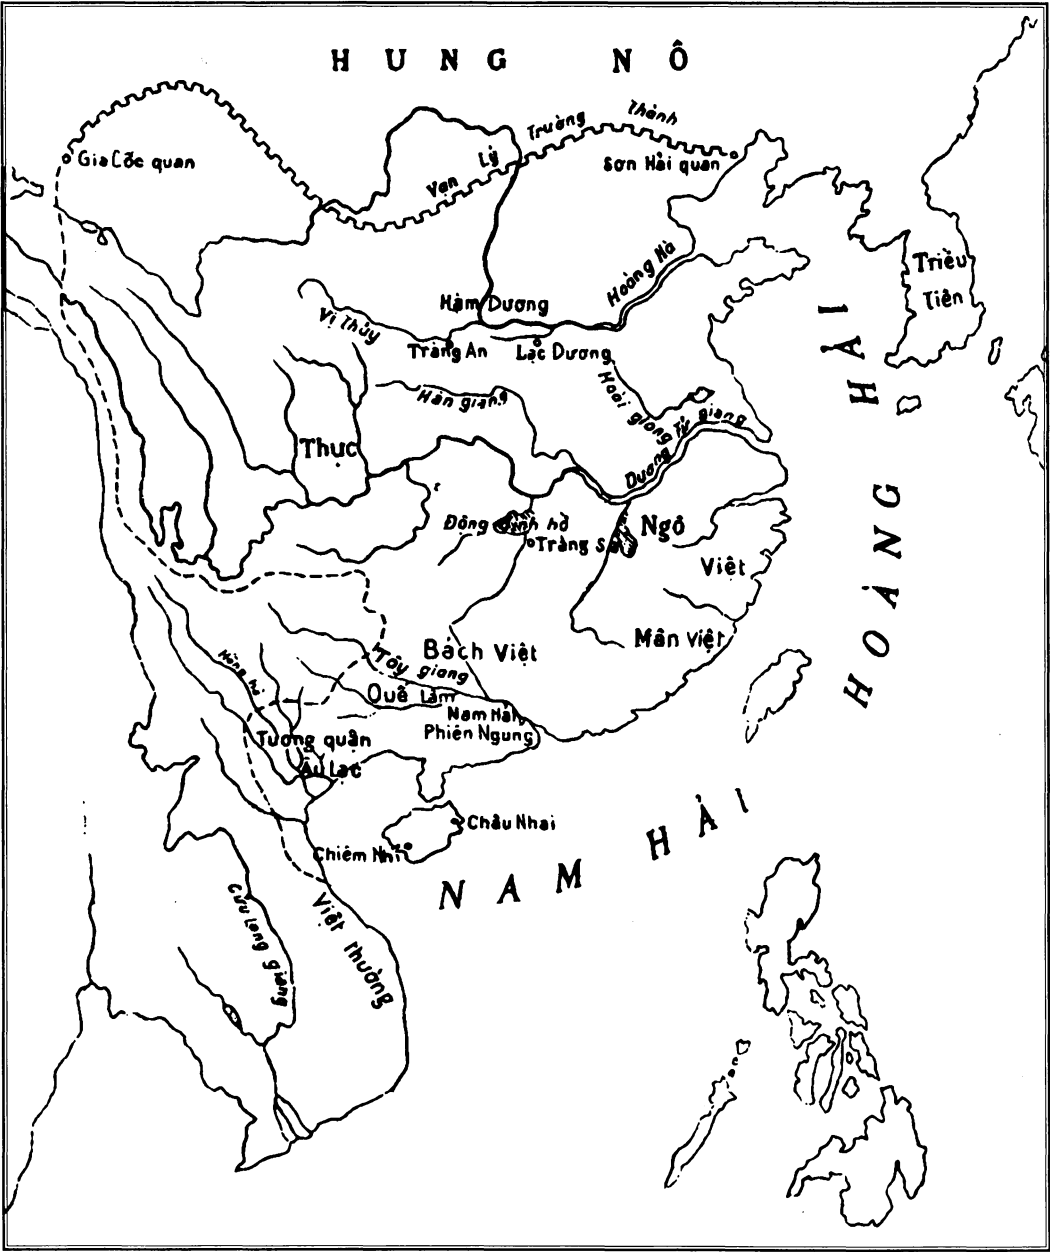 HUNG NÔ
Trường Thành
Vạn Lý
Gia Cốc quan
Sơn Hải quan
Hoàng Hà
Triều
Tiên
Hàm Dương
Vị Thủy
Tràng An
Lạc Dương
Hoài giang
Hán giang
Dương Tử giang
HOÀNG HẢI
Thục
Động Đình hồ
Tràng Sa
Ngô
Việt
Mân Việt
Bách Việt
Tây giang
Hồng hà
Quế Lâm
Nam Hải
Phiên Ngung
Tượng quận
Âu Lạc
Châu Nhai
Chiêm Nhĩ
NAM HẢI
Việt Thường
Cửu Long giang